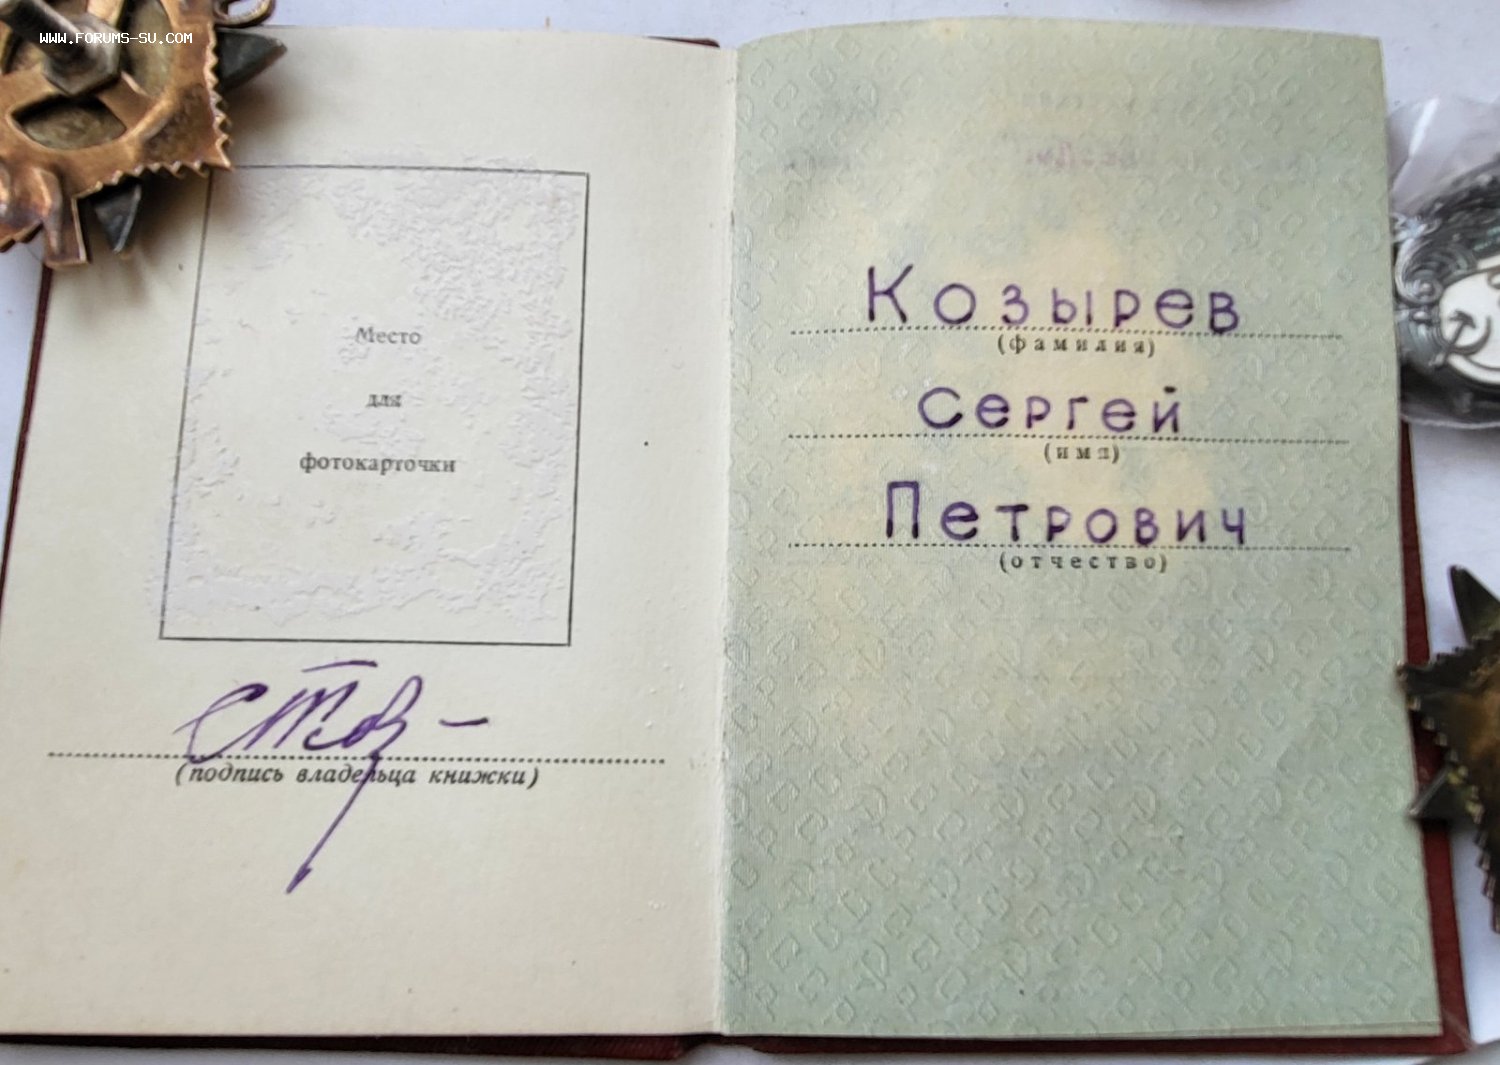 WWW.FORUMS-SU.COM
Место
для
фотокарточки
(подпись владельца книжки)
Козырев
(фамилия)
Сергей
(имя)
Петрович
(отчество)